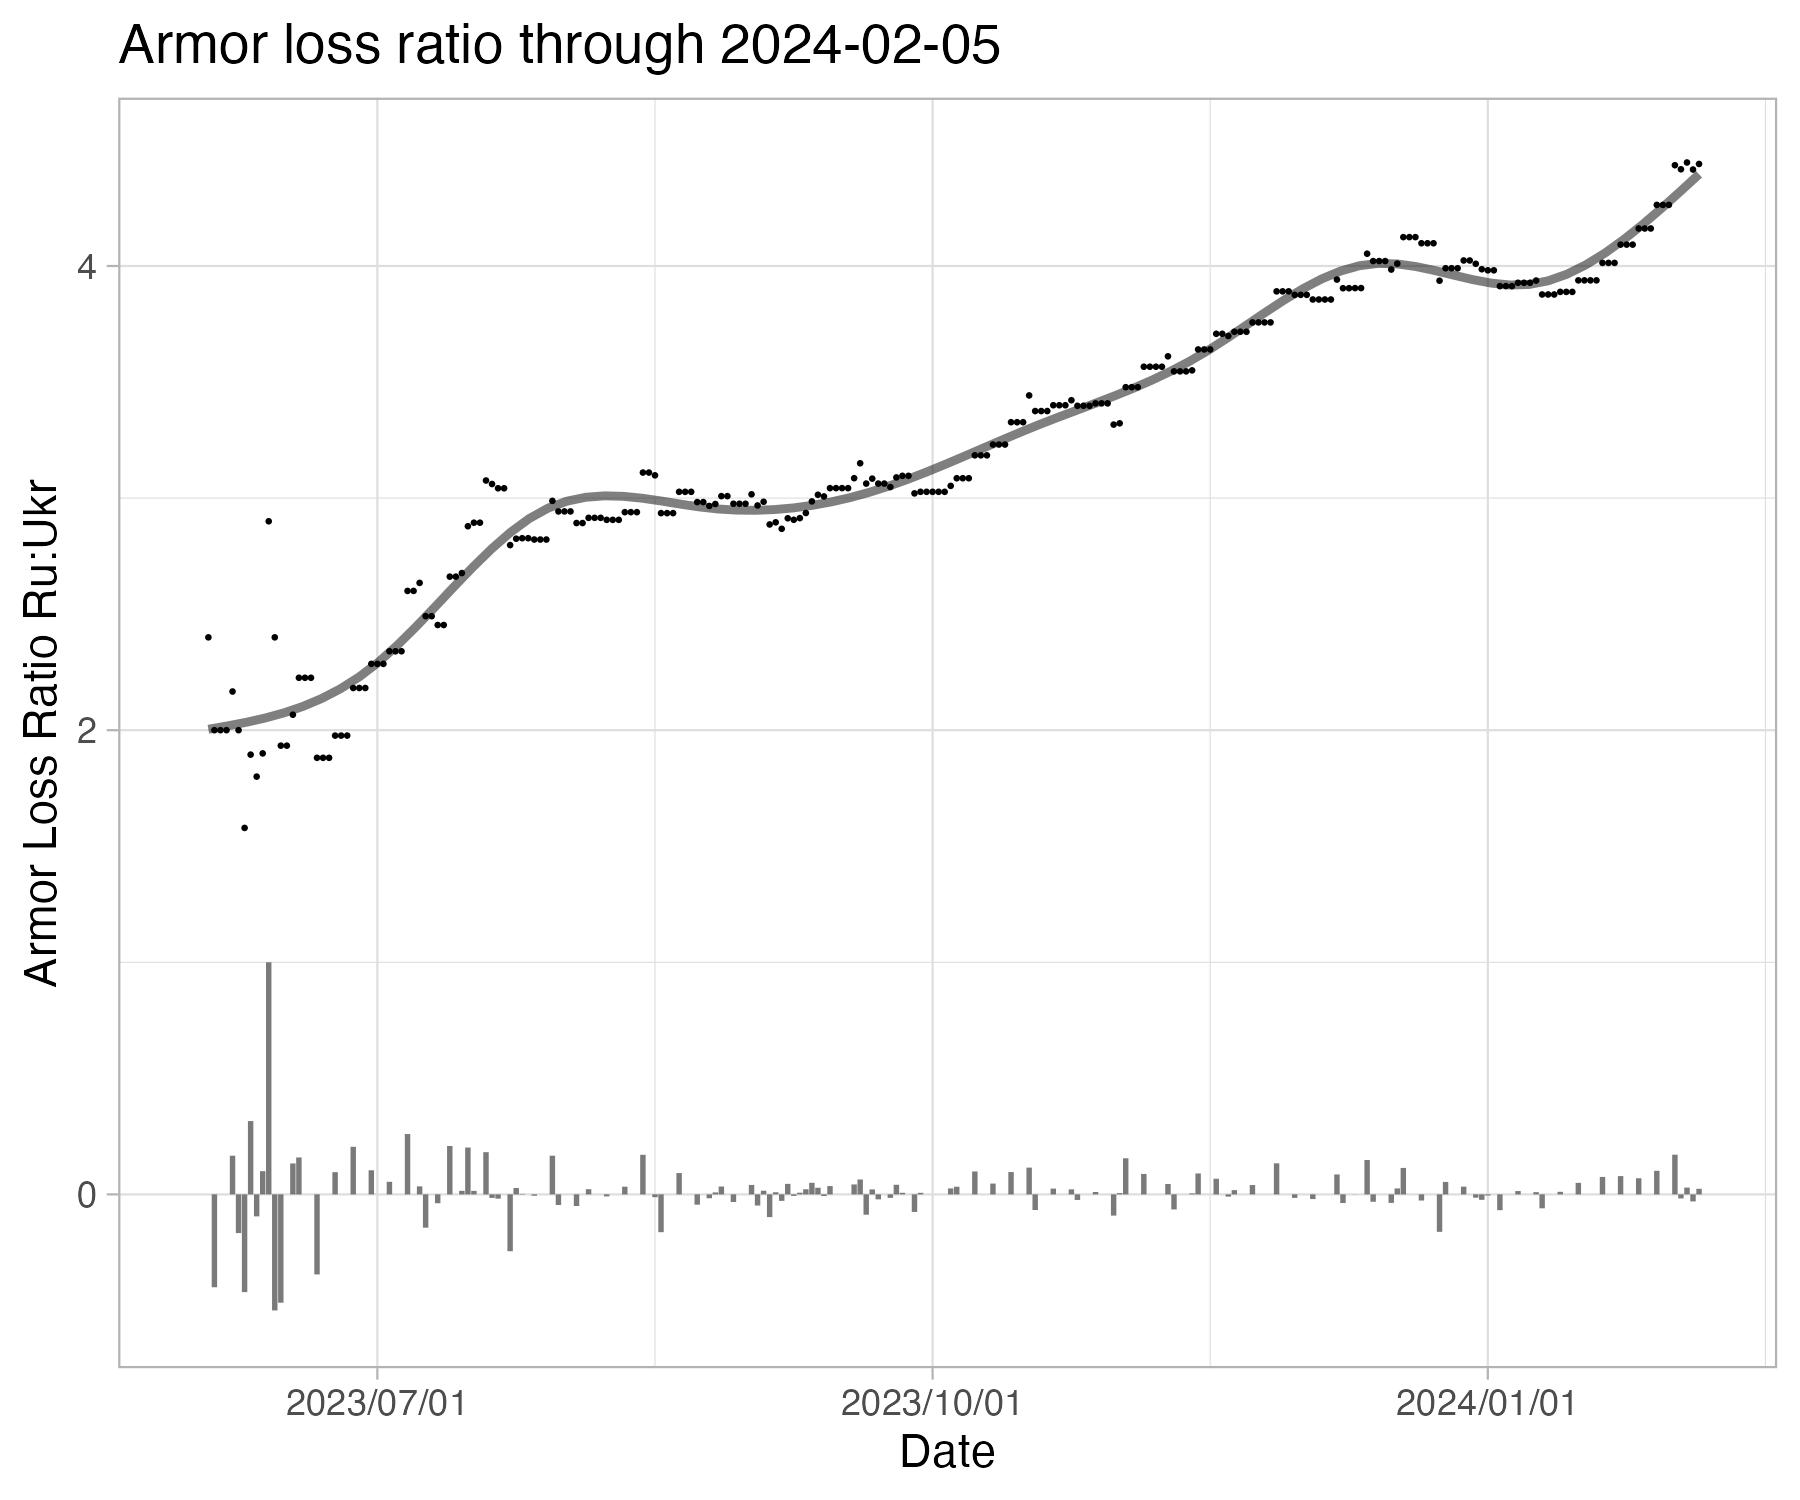 Armor loss ratio through 2024-02-05
Armor Loss Ratio Ru:Ukr
4
2
0
2023/07/01
2023/10/01
2024/01/01
Date